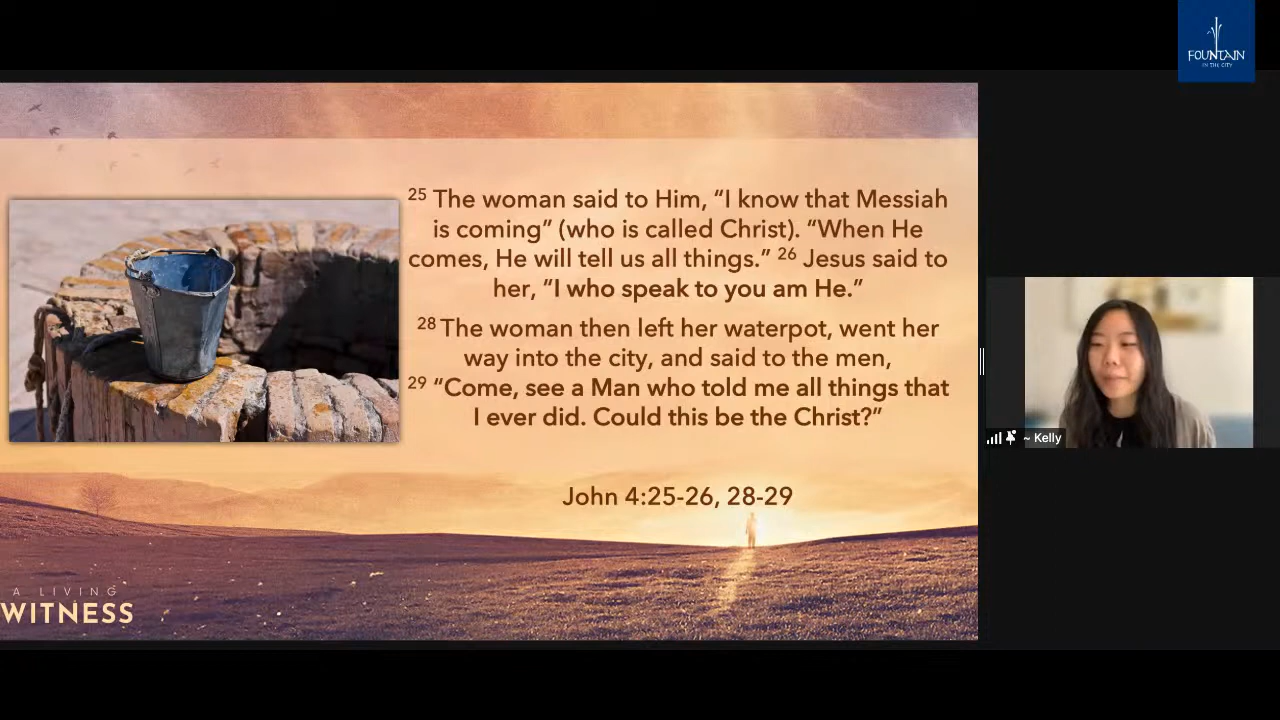 FOUNTAIN
IN THE CITY
25 The woman said to Him, “I know that Messiah
is coming” (who is called Christ). “When He
comes, He will tell us all things.” 26 Jesus said to
her, “I who speak to you am He.”
28 The woman then left her waterpot, went her
way into the city, and said to the men,
29 “Come, see a Man who told me all things that
I ever did. Could this be the Christ?”
John 4:25-26, 28-29
~ Kelly
A LIVING
WITNESS